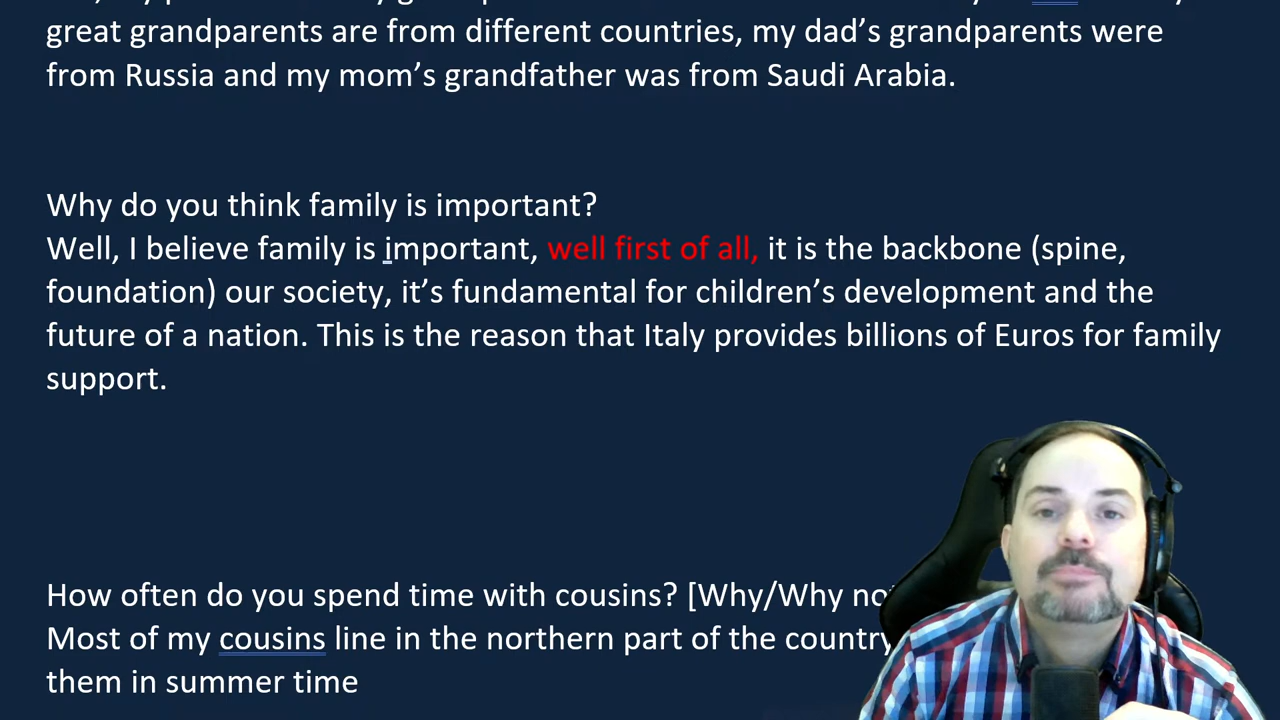 great grandparents are from different countries, my dad’s grandparents were
from Russia and my mom’s grandfather was from Saudi Arabia.
Why do you think family is important?
Well, I believe family is important, well first of all, it is the backbone (spine,
foundation) our society, it’s fundamental for children’s development and the
future of a nation. This is the reason that Italy provides billions of Euros for family
support.
How often do you spend time with cousins? [Why/Why
Most of my cousins line in the northern part of the country
them in summer time